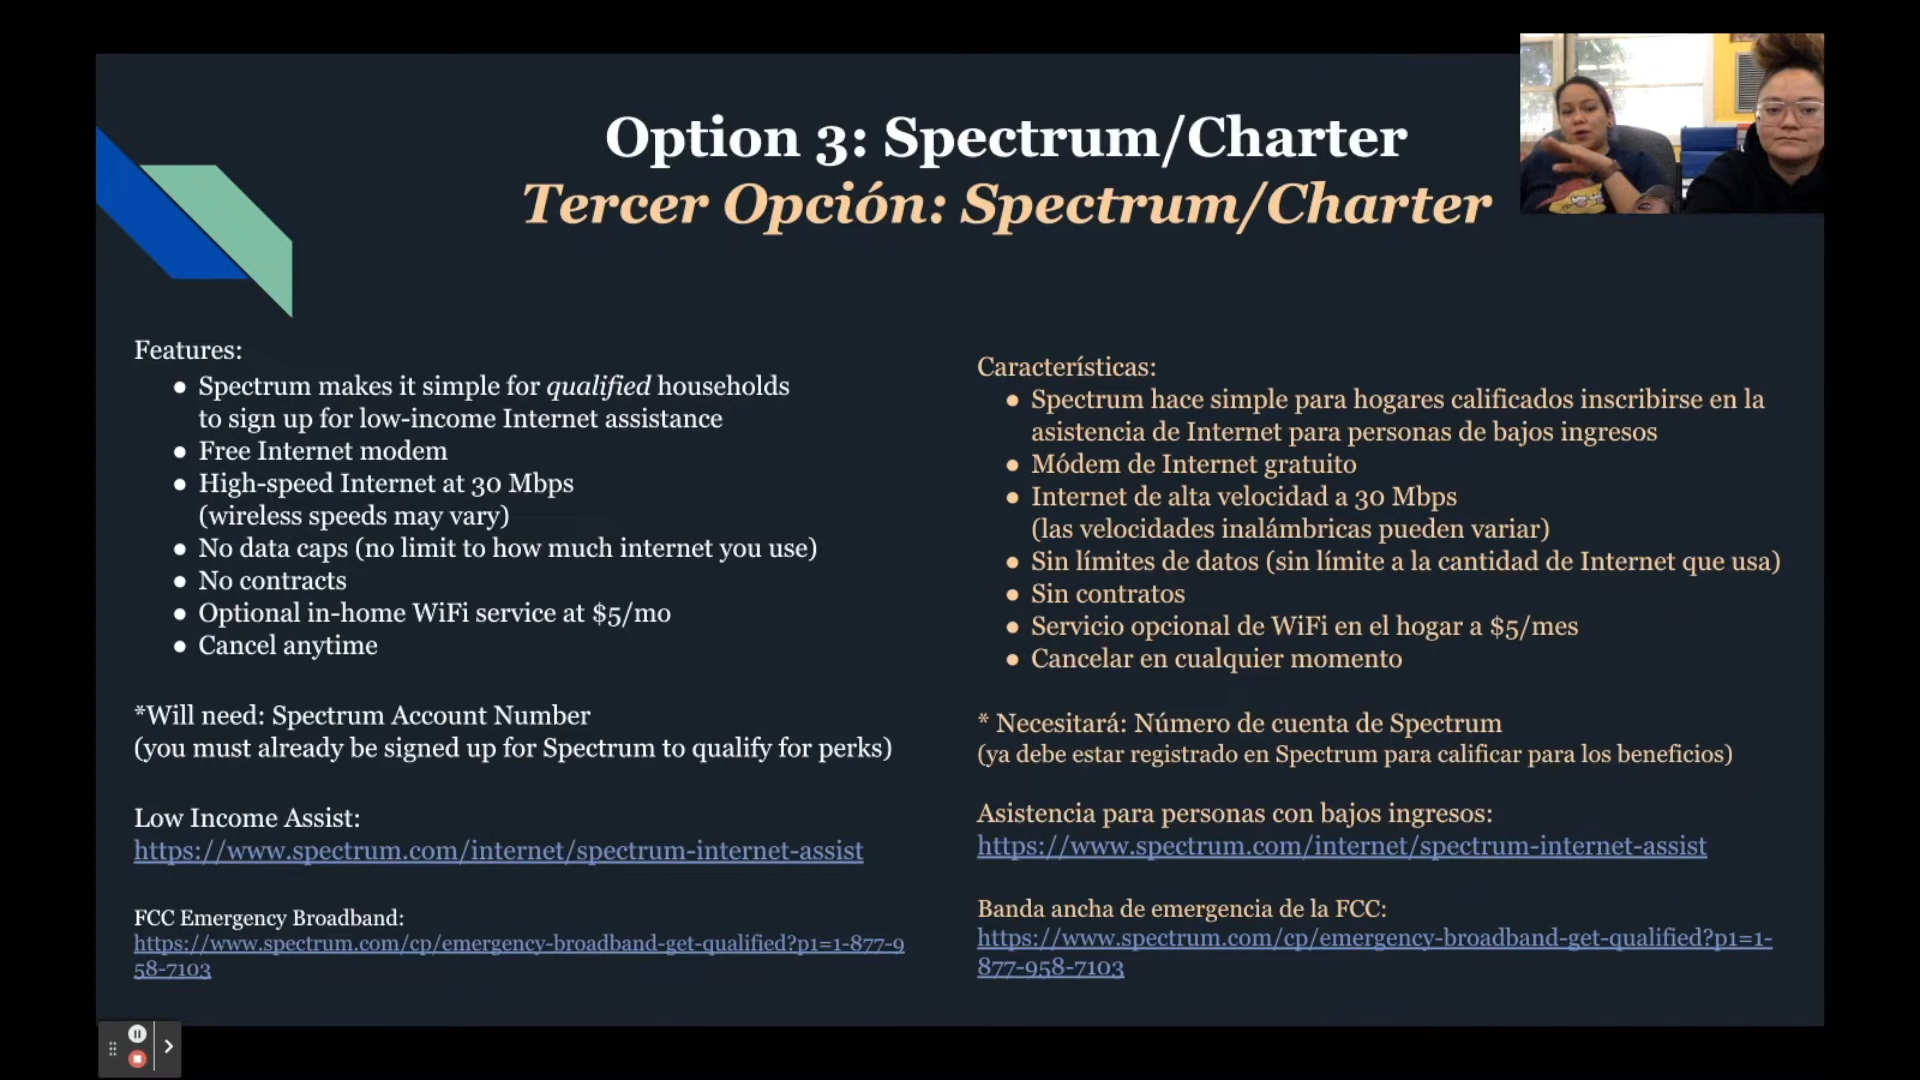 Option 3: Spectrum/Charter
Tercer Opción: Spectrum/Charter
Features:
● Spectrum makes it simple for qualified households
to sign up for low-income Internet assistance
● Free Internet modem
● High-speed Internet at 30 Mbps
(wireless speeds may vary)
● No data caps (no limit to how much internet you use)
● No contracts
● Optional in-home WiFi service at $5/mo
● Cancel anytime
*Will need: Spectrum Account Number
(you must already be signed up for Spectrum to qualify for perks)
Low Income Assist:
https://www.spectrum.com/internet/spectrum-internet-assist
FCC Emergency Broadband:
https://www.spectrum.com/cp/emergency-broadband-get-qualified?p1=1-877-9
58-7103
Características:
● Spectrum hace simple para hogares calificados inscribirse en la
asistencia de Internet para personas de bajos ingresos
● Módem de Internet gratuito
● Internet de alta velocidad a 30 Mbps
(las velocidades inalámbricas pueden variar)
● Sin límites de datos (sin límite a la cantidad de Internet que usa)
● Sin contratos
● Servicio opcional de WiFi en el hogar a $5/mes
● Cancelar en cualquier momento
* Necesitará: Número de cuenta de Spectrum
(ya debe estar registrado en Spectrum para calificar para los beneficios)
Asistencia para personas con bajos ingresos:
https://www.spectrum.com/internet/spectrum-internet-assist
Banda ancha de emergencia de la FCC:
https://www.spectrum.com/cp/emergency-broadband-get-qualified?p1=1-
877-958-7103